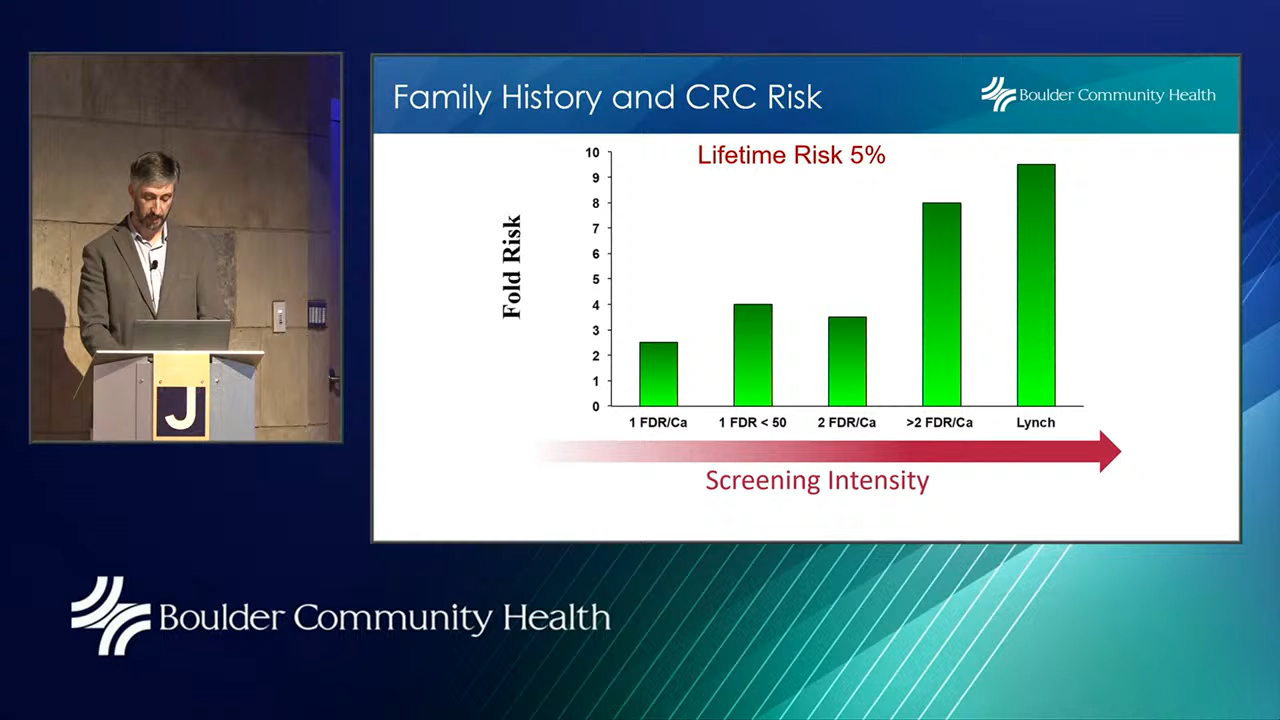 Family History and CRC Risk
Boulder Community Health
Lifetime Risk 5%
Fold Risk
10
9
8
7
6
5
4
3
2
1
0
1 FDR/Ca
1 FDR < 50
2 FDR/Ca
>2 FDR/Ca
Lynch
Screening Intensity
J
Boulder Community Health